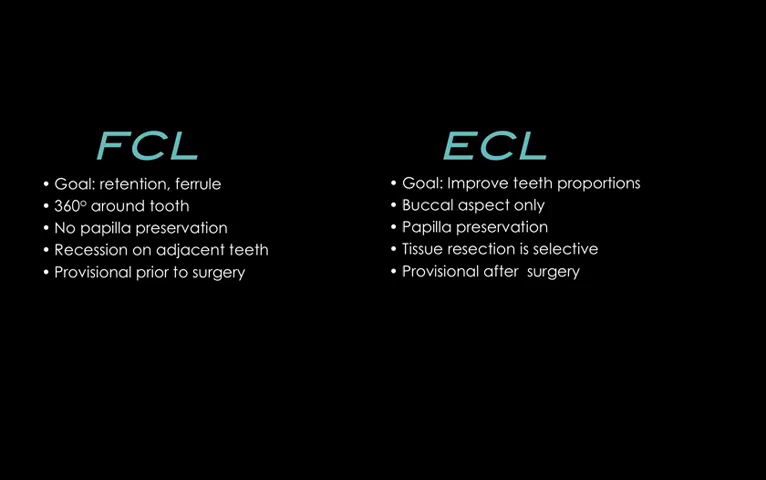 FCL
• Goal: retention, ferrule
• 360° around tooth
• No papilla preservation
• Recession on adjacent teeth
• Provisional prior to surgery
ECL
• Goal: Improve teeth proportions
• Buccal aspect only
• Papilla preservation
• Tissue resection is selective
• Provisional after  surgery